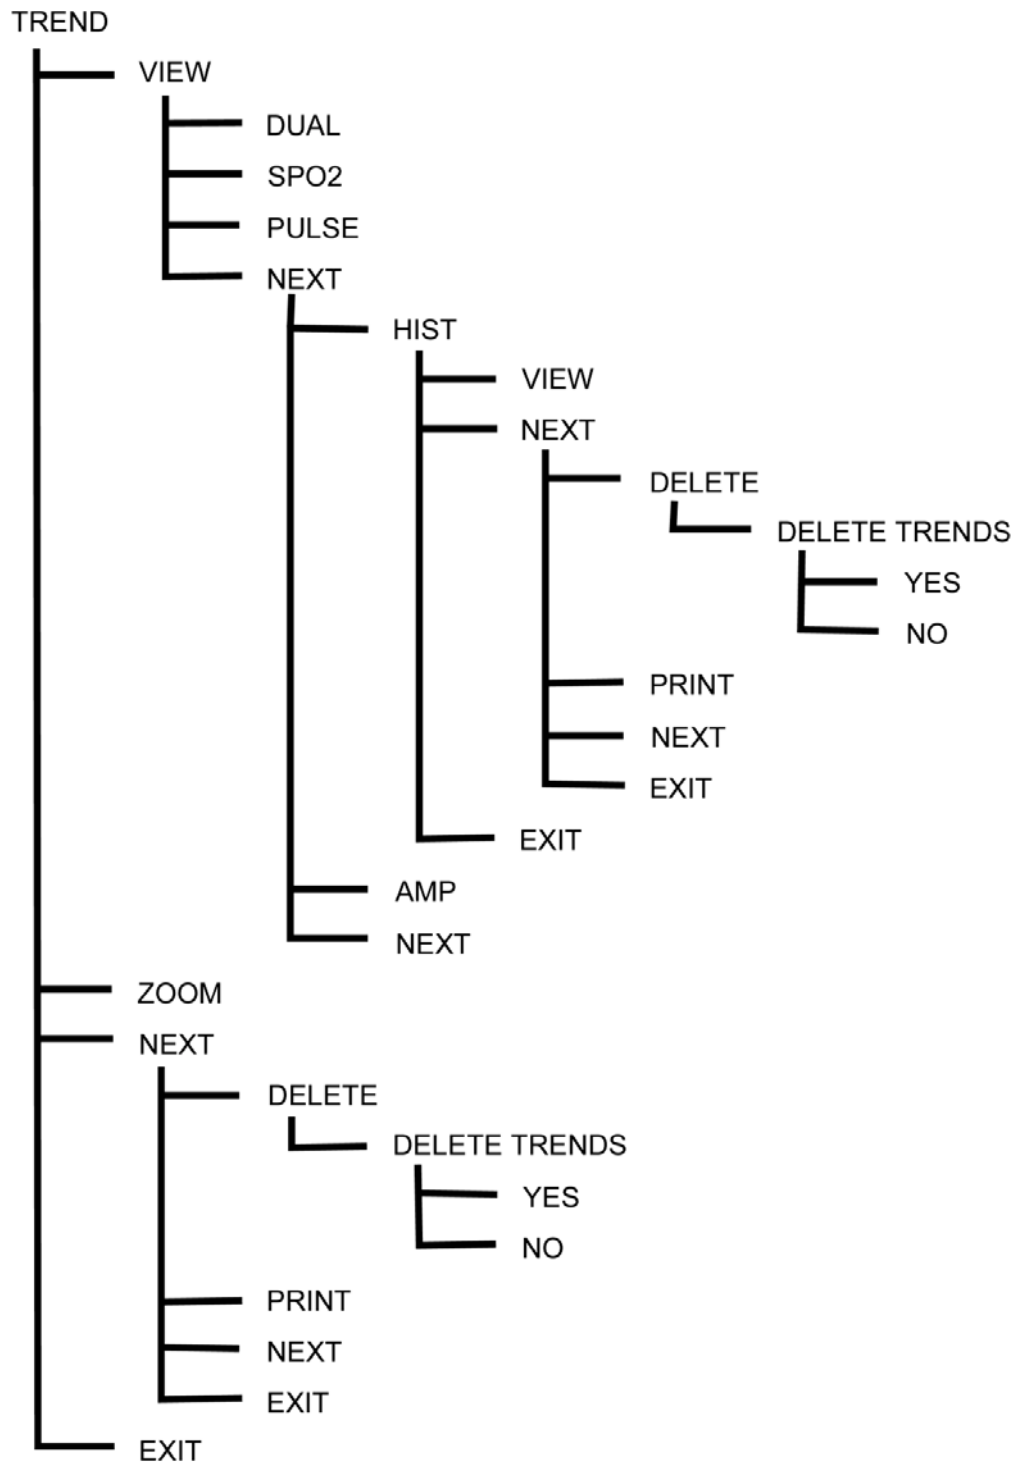 TREND
VIEW
DUAL
SPO2
PULSE
NEXT
HIST
VIEW
NEXT
DELETE
DELETE TRENDS
YES
NO
PRINT
NEXT
EXIT
EXIT
AMP
NEXT
ZOOM
NEXT
DELETE
DELETE TRENDS
YES
NO
PRINT
NEXT
EXIT
EXIT